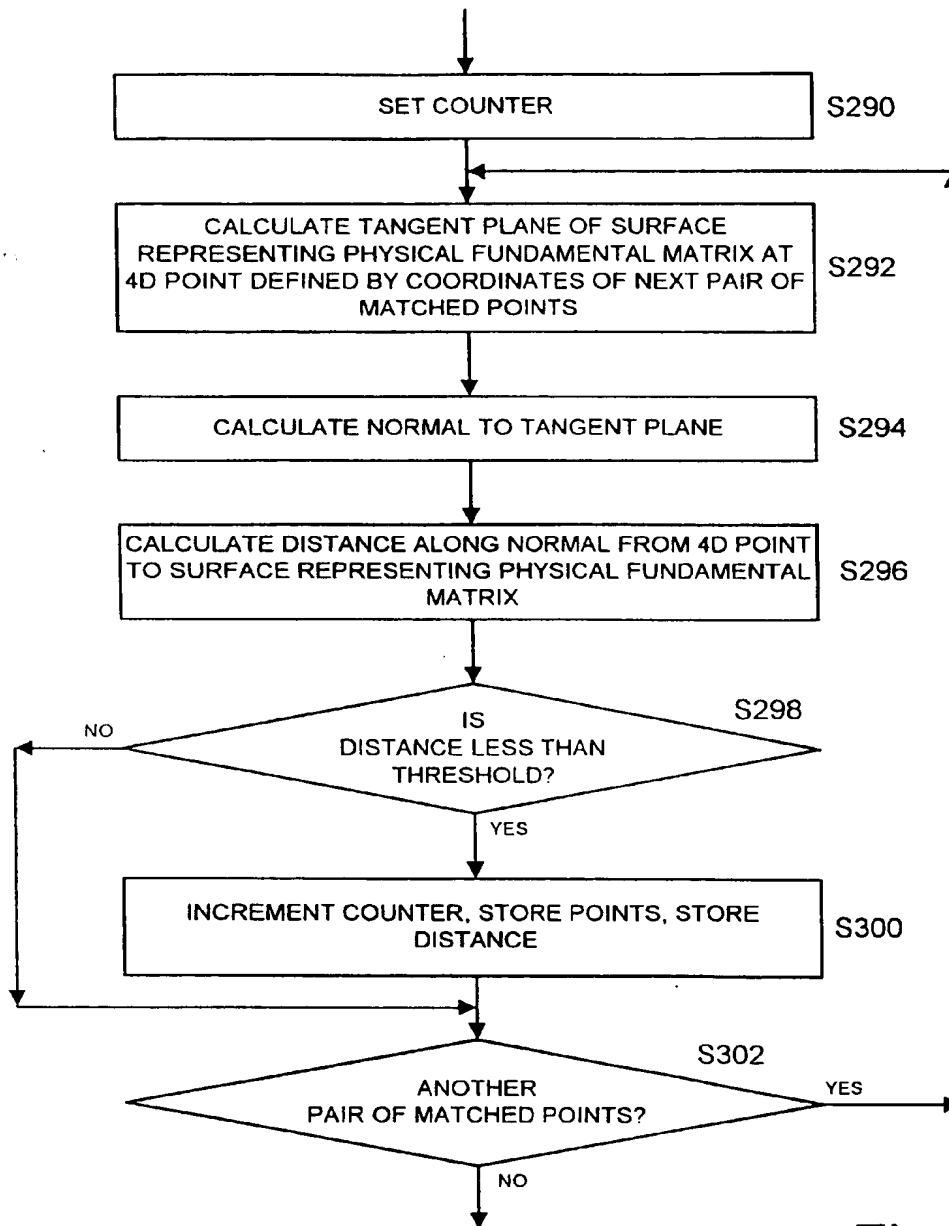 SET COUNTER
S290
CALCULATE TANGENT PLANE OF SURFACE
REPRESENTING PHYSICAL FUNDAMENTAL MATRIX AT
4D POINT DEFINED BY COORDINATES OF NEXT PAIR OF
MATCHED POINTS
S292
CALCULATE NORMAL TO TANGENT PLANE
S294
CALCULATE DISTANCE ALONG NORMAL FROM 4D POINT
TO SURFACE REPRESENTING PHYSICAL FUNDAMENTAL
MATRIX
S296
S298
NO
IS
DISTANCE LESS THAN
THRESHOLD?
YES
INCREMENT COUNTER, STORE POINTS, STORE
DISTANCE
S300
S302
ANOTHER
PAIR OF MATCHED POINTS?
YES
NO